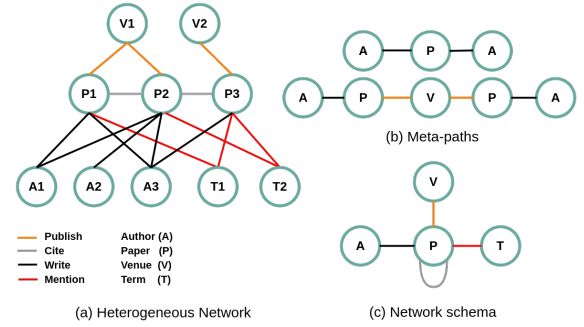 V1 V2
P1 P2 P3
A1 A2 A3 T1 T2
Publish Author (A)
Cite Paper (P)
Write Venue (V)
Mention Term (T)
(a) Heterogeneous Network
A P A
A P V P A
(b) Meta-paths
V
A P T
(c) Network schema